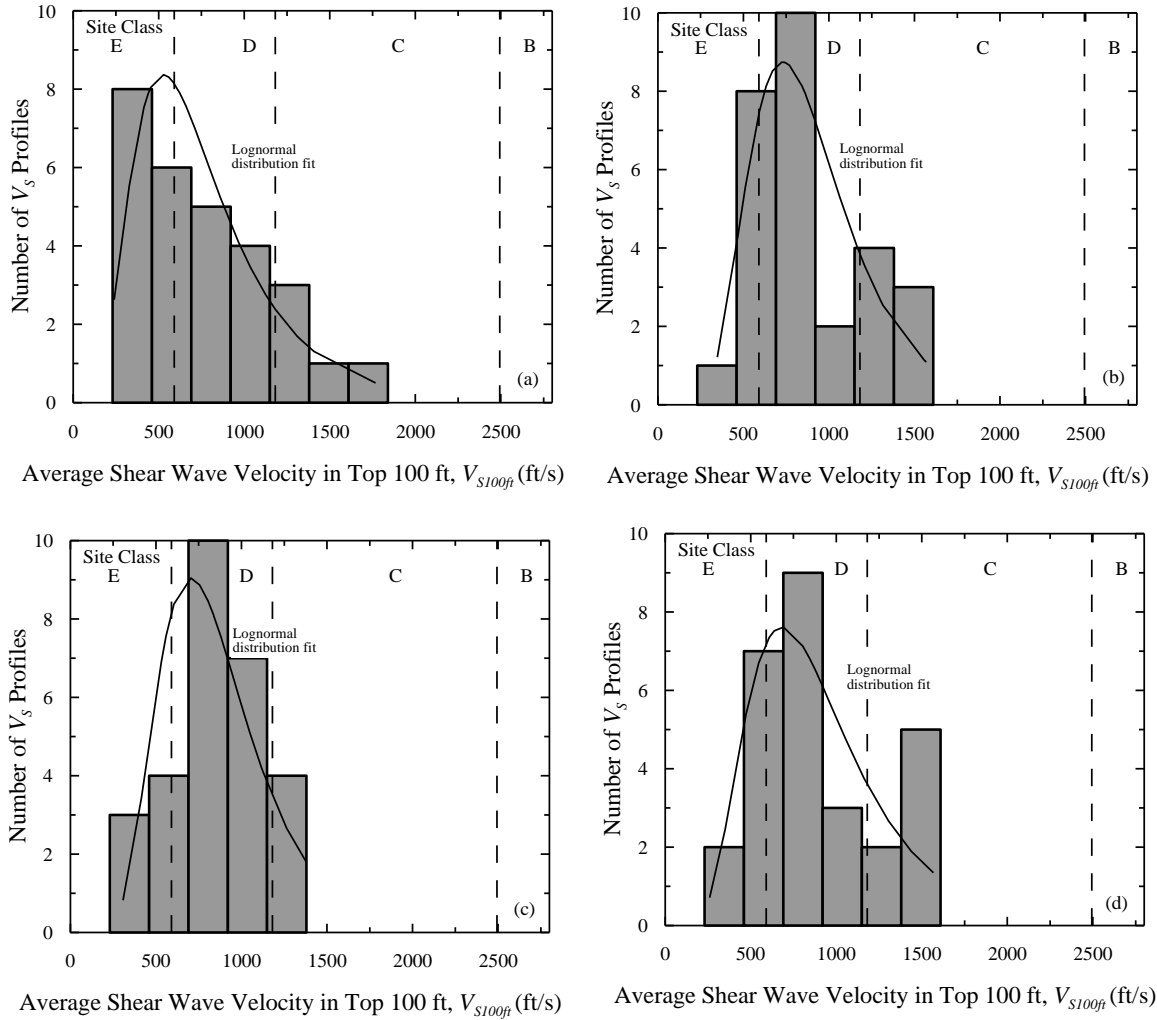 10
8
6
4
2
0
Number of V_S Profiles
Site Class
E D C B
Lognormal
distribution fit
(a)
0 500 1000 1500 2000 2500
Average Shear Wave Velocity in Top 100 ft, V_S100ft (ft/s)
10
8
6
4
2
0
Number of V_S Profiles
Site Class
E D C B
Lognormal
distribution fit
(b)
0 500 1000 1500 2000 2500
Average Shear Wave Velocity in Top 100 ft, V_S100ft (ft/s)
10
8
6
4
2
0
Number of V_S Profiles
Site Class
E D C B
Lognormal
distribution fit
(c)
0 500 1000 1500 2000 2500
Average Shear Wave Velocity in Top 100 ft, V_S100ft (ft/s)
10
8
6
4
2
0
Number of V_S Profiles
Site Class
E D C B
Lognormal
distribution fit
(d)
0 500 1000 1500 2000 2500
Average Shear Wave Velocity in Top 100 ft, V_S100ft (ft/s)